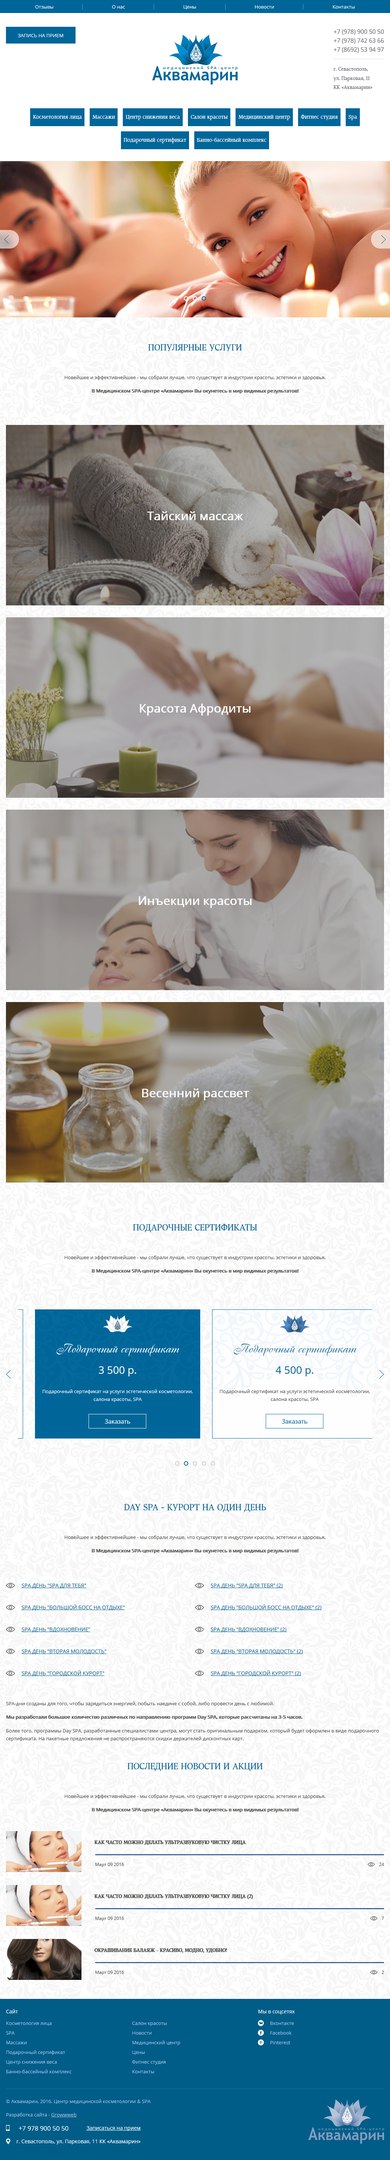 Отзывы
О нас
Цены
Новости
Контакты
ЗАПИСЬ НА ПРИЕМ
медицинский SPA-центр
Аквамарин
+7 (978) 900 50 50
+7 (978) 742 63 66
+7 (8692) 53 94 97
г. Севастополь,
ул. Парковая, 11
КК «Аквамарин»
Косметология лица
Массажи
Центр снижения веса
Салон красоты
Медицинский центр
Фитнес студия
Spa
Подарочный сертификат
Банно-бассейный комплекс
ПОПУЛЯРНЫЕ УСЛУГИ
Новейшее и эффективнейшее - мы собрали лучше, что существует в индустрии красоты, эстетики и здоровья.
В Медицинском SPA-центре «Аквамарин» Вы окунетесь в мир видимых результатов!
Тайский массаж
Красота Афродиты
Инъекции красоты
Весенний рассвет
ПОДАРОЧНЫЕ СЕРТИФИКАТЫ
Новейшее и эффективнейшее - мы собрали лучше, что существует в индустрии красоты, эстетики и здоровья.
В Медицинском SPA-центре «Аквамарин» Вы окунетесь в мир видимых результатов!
Подарочный сертификат
3 500 р.
Подарочный сертификат на услуги эстетической косметологии,
салона красоты, SPA
Заказать
Подарочный сертификат
4 500 р.
Подарочный сертификат на услуги эстетической косметологии,
салона красоты, SPA
Заказать
DAY SPA - КУРОРТ НА ОДИН ДЕНЬ
Новейшее и эффективнейшее - мы собрали лучше, что существует в индустрии красоты, эстетики и здоровья.
В Медицинском SPA-центре «Аквамарин» Вы окунетесь в мир видимых результатов!
SPA ДЕНЬ "SPA ДЛЯ ТЕБЯ"
SPA ДЕНЬ "SPA ДЛЯ ТЕБЯ" (2)
SPA ДЕНЬ "БОЛЬШОЙ БОСС НА ОТДЫХЕ"
SPA ДЕНЬ "БОЛЬШОЙ БОСС НА ОТДЫХЕ" (2)
SPA ДЕНЬ "ВДОХНОВЕНИЕ"
SPA ДЕНЬ "ВДОХНОВЕНИЕ" (2)
SPA ДЕНЬ "ВТОРАЯ МОЛОДОСТЬ"
SPA ДЕНЬ "ВТОРАЯ МОЛОДОСТЬ" (2)
SPA ДЕНЬ "ГОРОДСКОЙ КУРОРТ"
SPA ДЕНЬ "ГОРОДСКОЙ КУРОРТ" (2)
SPA-дни созданы для того, чтобы зарядиться энергией, побыть наедине с собой, либо провести день с любимой.
Мы разработали большое количество различных по направлению программ Day SPA, которые рассчитаны на 3-5 часов.
Более того, программы Day SPA, разработанные специалистами центра, могут стать оригинальным подарком, который будет оформлен в виде подарочного
сертификата. На пакетные предложения не распространяются скидки держателей дисконтных карт.
ПОСЛЕДНИЕ НОВОСТИ И АКЦИИ
Новейшее и эффективнейшее - мы собрали лучше, что существует в индустрии красоты, эстетики и здоровья.
В Медицинском SPA-центре «Аквамарин» Вы окунетесь в мир видимых результатов!
КАК ЧАСТО МОЖНО ДЕЛАТЬ УЛЬТРАЗВУКОВУЮ ЧИСТКУ ЛИЦА
Март 09 2016
24
КАК ЧАСТО МОЖНО ДЕЛАТЬ УЛЬТРАЗВУКОВУЮ ЧИСТКУ ЛИЦА (2)
Март 09 2016
7
ОКРАШИВАНИЕ БАЛАЯЖ - КРАСИВО, МОДНО, УДОБНО!
Март 09 2016
2
Сайт
Мы в соцсетях
Косметология лица
Салон красоты
Вконтакте
SPA
Новости
Facebook
Массажи
Медицинский центр
Pinterest
Подарочный сертификат
Цены
Центр снижения веса
Фитнес студия
Банно-бассейный комплекс
Контакты
© Аквамарин, 2016, Центр медицинской косметологии & SPA
Разработка сайта - Growweb
+7 978 900 50 50
Записаться на прием
г. Севастополь, ул. Парковая, 11 КК «Аквамарин»
медицинский SPA-центр
Аквамарин